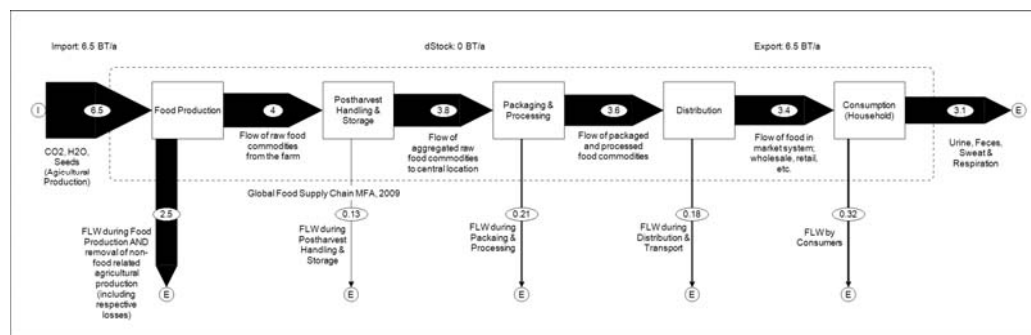 Import: 6.5 BT/a
dStock: 0 BT/a
Export: 6.5 BT/a
I
6.5
Food Production
4
Postharvest
Handling &
Storage
3.8
Packaging &
Processing
3.6
Distribution
3.4
Consumption
(Household)
3.1
E
CO2, H2O,
Seeds
(Agicultural
Production)
Flow of raw food
commodities
from the farm
Flow of
aggregated raw
food commodities
to central location
Flow of packaged
and processed
food commodities
Flow of food in
market system;
wholesale, retail,
etc.
Urine, Feces,
Sweat &
Respiration
Global Food Supply Chain MFA, 2009
2.5
0.13
0.21
0.18
0.32
FLW during Food
Production AND
removal of non-
food related
agricultural
production
(including
respective
losses)
FLW during
Postharvest
Handling &
Storage
FLW during
Packaing &
Processing
FLW during
Distribution &
Transport
FLW by
Consumers
E
E
E
E
E